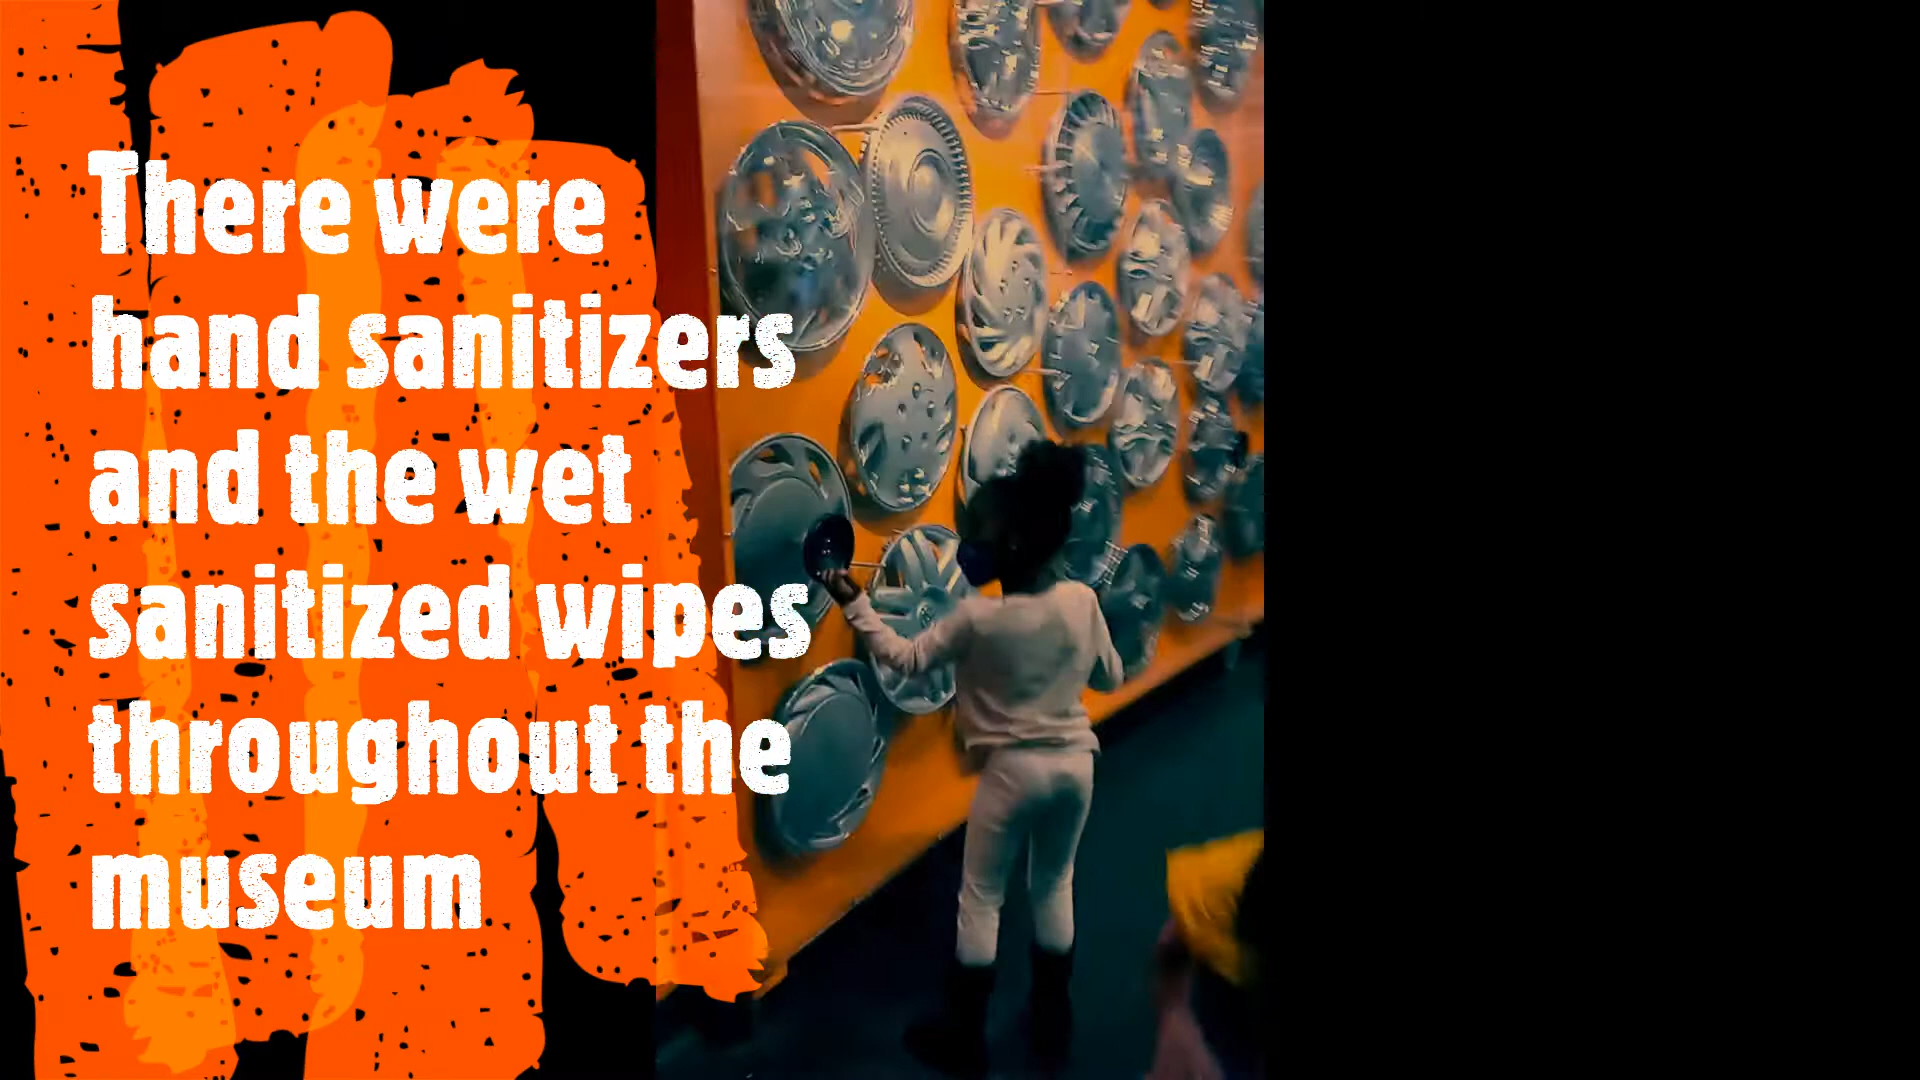 There were
hand sanitizers
and the wet
sanitized wipes
throughout the
museum